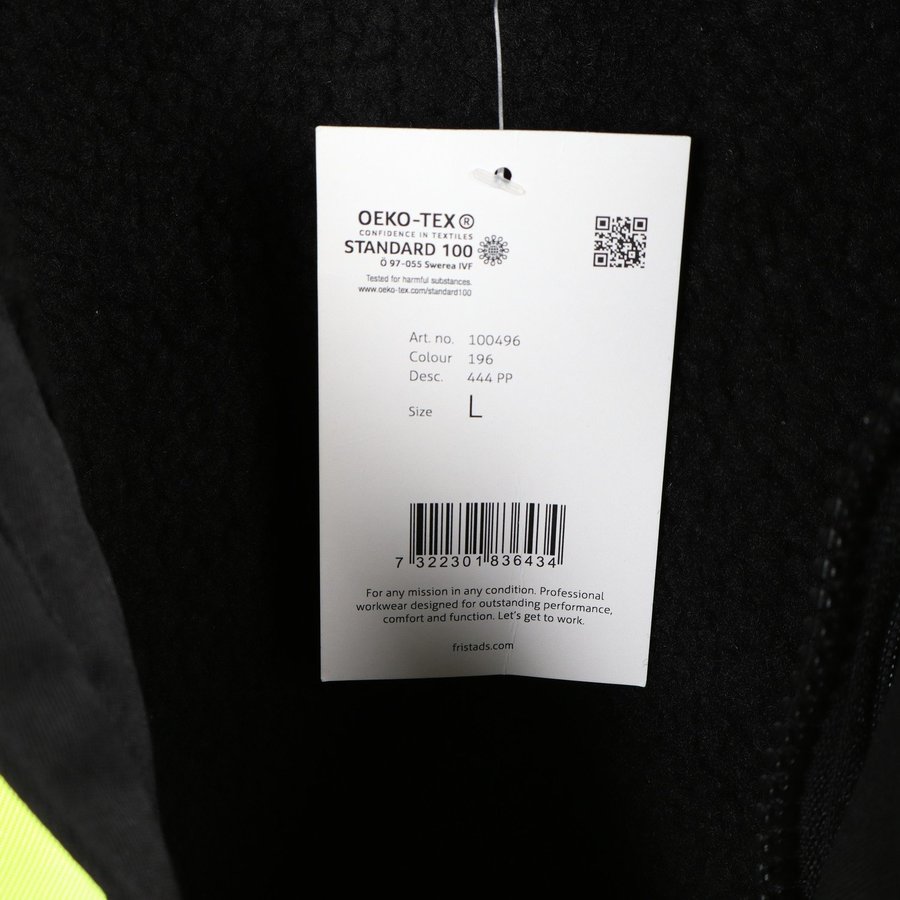 OEKO-TEX®
CONFIDENCE IN TEXTILES
STANDARD 100
Ö 97-055 Swerea IVF
Tested for harmful substances.
www.oeko-tex.com/standard100
Art. no. 100496
Colour 196
Desc. 444 PP
Size L
7 322301 836434
For any mission in any condition. Professional
workwear designed for outstanding performance,
comfort and function. Let's get to work.
fristads.com